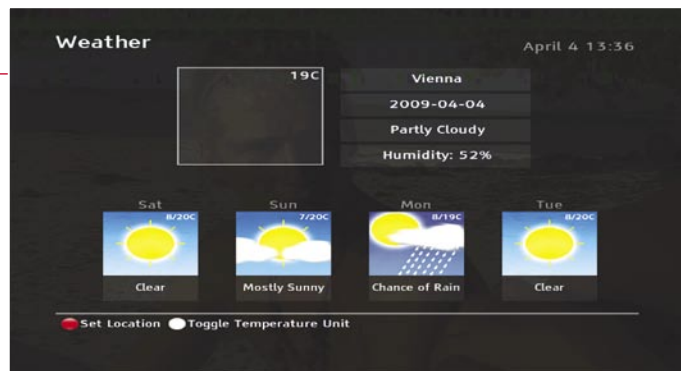 Weather
April 4 13:36
19C
Vienna
2009-04-04
Partly Cloudy
Humidity: 52%
Sat Sun Mon Tue
8/20C 7/20C 8/19C 8/20C
Clear Mostly Sunny Chance of Rain Clear
Set Location Toggle Temperature Unit